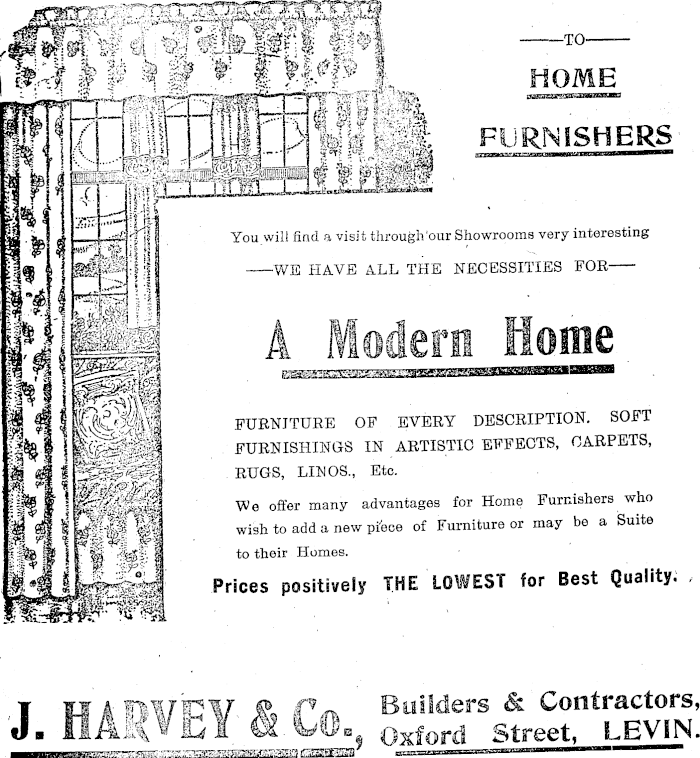 ——TO——
HOME
FURNISHERS
You will find a visit through our Showrooms very interesting
——WE HAVE ALL THE NECESSITIES FOR——
A Modern Home
FURNITURE OF EVERY DESCRIPTION. SOFT
FURNISHINGS IN ARTISTIC EFFECTS, CARPETS,
RUGS, LINOS., Etc.
We offer many advantages for Home Furnishers who
wish to add a new piece of Furniture or may be a Suite
to their Homes.
Prices positively THE LOWEST for Best Quality.
J. HARVEY & Co., Builders & Contractors,
Oxford Street, LEVIN.